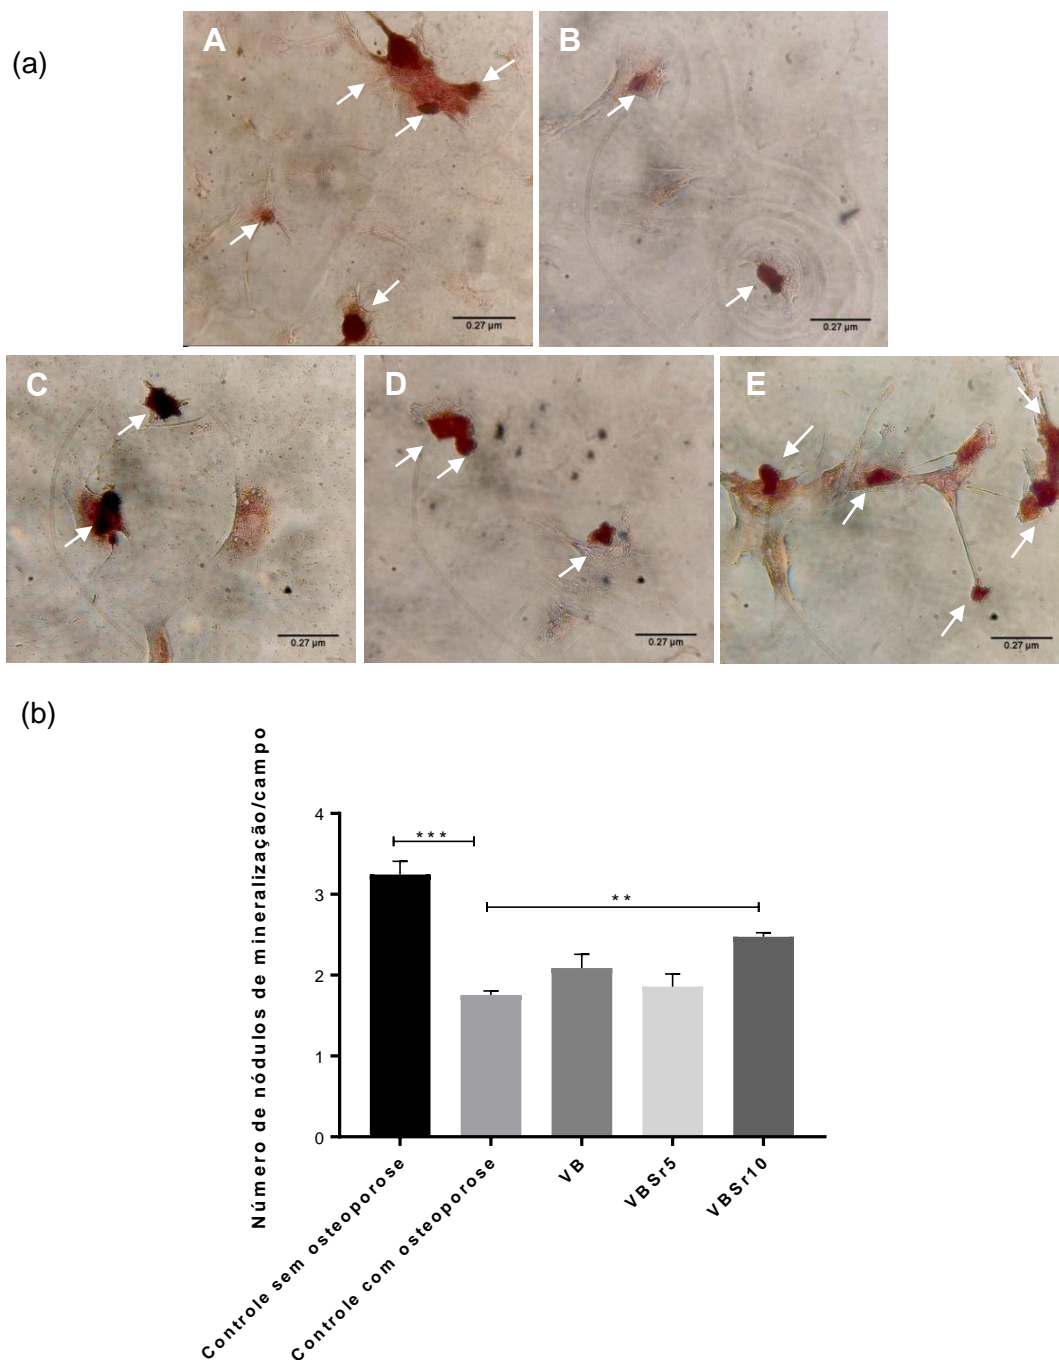 (a)
A
B
0.27 µm
0.27 µm
C
D
E
0.27 µm
0.27 µm
0.27 µm
(b)
Número de nódulos de mineralização/campo
4
3
2
1
0
***
**
Controle sem osteoporose
Controle com osteoporose
VB
VBSr5
VBSr10